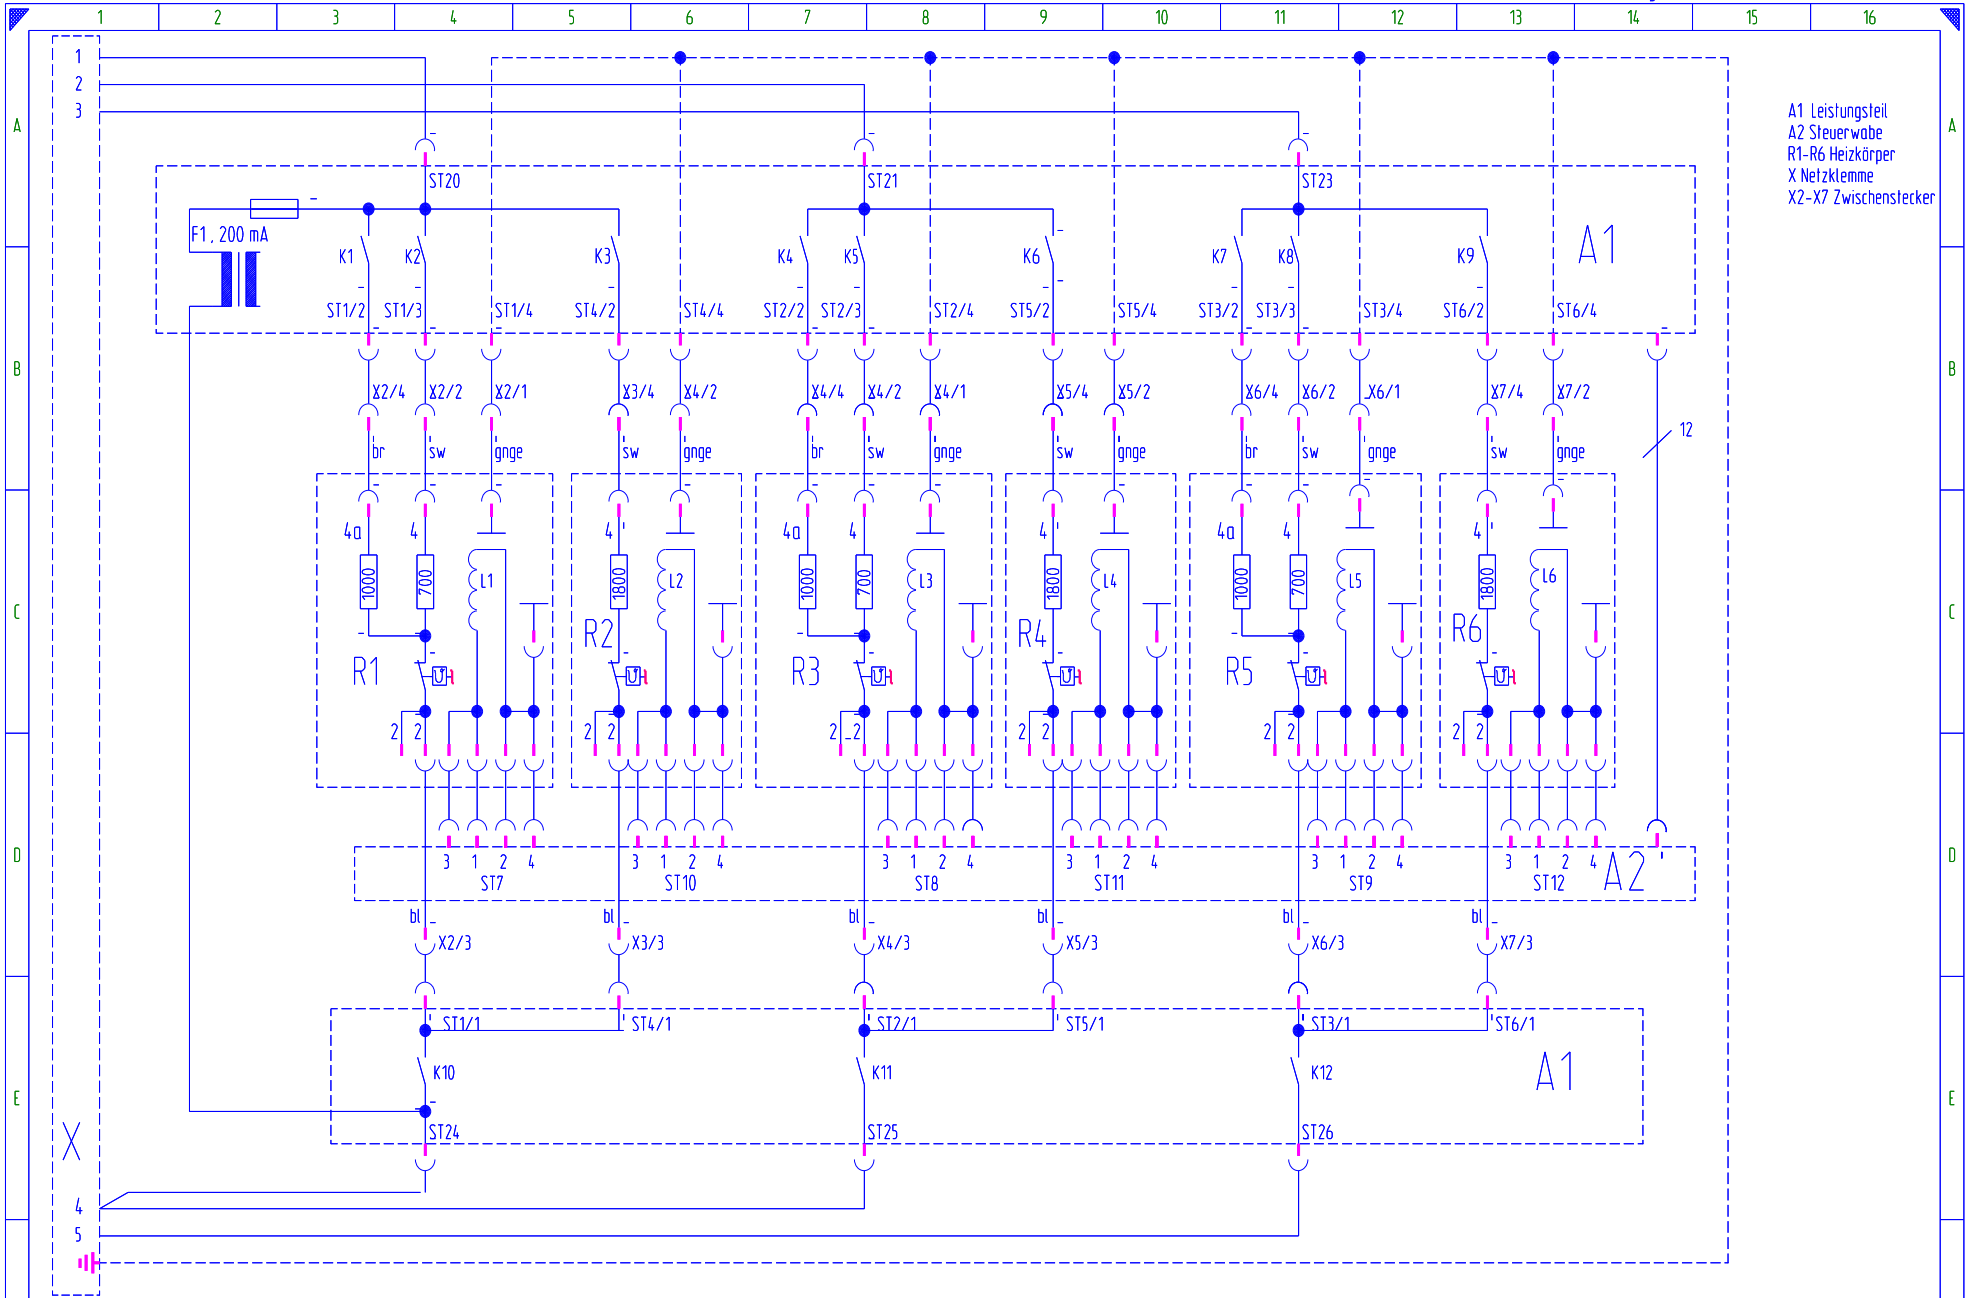 1 2 3 4 5 6 7 8 9 10 11 12 13 14 15 16
1
2
3
A A
A1 Leistungsteil
A2 Steuerwabe
R1-R6 Heizkörper
X Netzklemme
X2-X7 Zwischenstecker
ST20 ST21 ST23
F1, 200 mA
A1
K1 K2 K3 K4 K5 K6 K7 K8 K9
ST1/2 ST1/3 ST1/4 ST4/2 ST4/4 ST2/2 ST2/3 ST2/4 ST5/2 ST5/4 ST3/2 ST3/3 ST3/4 ST6/2 ST6/4
B B
X2/4 X2/2 X2/1 X3/4 X4/2 X4/4 X4/2 X4/1 X5/4 X5/2 X6/4 X6/2 X6/1 X7/4 X7/2
12
br sw gnge sw gnge br sw gnge sw gnge br sw gnge sw gnge
4a 4 4 4a 4 4 4a 4 4
1000 700 L1 1800 L2 1000 700 L3 1800 L4 1000 700 L5 1800 L6
C C
R1 R2 R3 R4 R5 R6
2 2 2 2 2 2 2 2 2 2 2 2
D D
3 1 2 4 3 1 2 4 3 1 2 4 3 1 2 4 3 1 2 4 3 1 2 4
A2
ST7 ST10 ST8 ST11 ST9 ST12
bl bl bl bl bl bl
X2/3 X3/3 X4/3 X5/3 X6/3 X7/3
ST1/1 ST4/1 ST2/1 ST5/1 ST3/1 ST6/1
K10 K11 K12
A1
E E
X
ST24 ST25 ST26
4
5